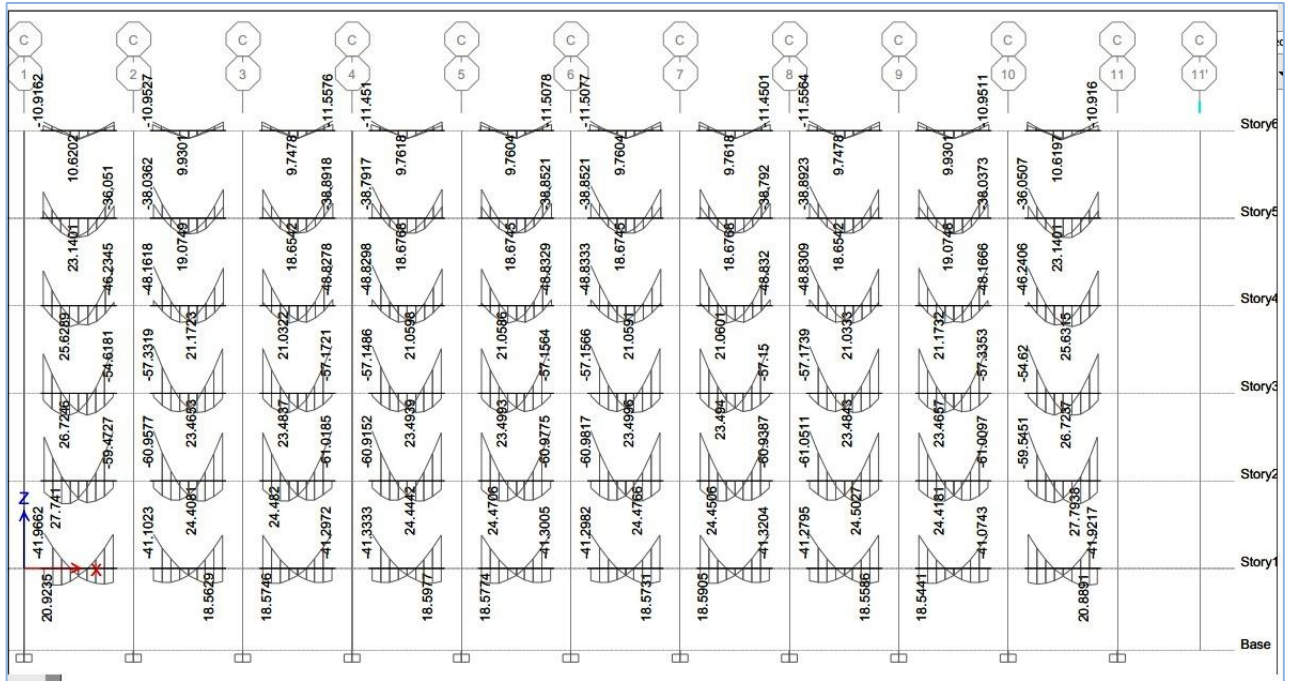 C C C C C C C C C C C C
1 2 3 4 5 6 7 8 9 10 11 11'
-10.9162 -10.9527 -11.5576 -11.451 -11.5078 -11.5077 -11.4501 -11.5564 -10.9511 -10.916
Story6
10.6202 9.9301 9.7478 9.7618 9.7604 9.7604 9.7618 9.7478 9.9301 10.6197
-36.051 -38.0362 -38.8918 -38.7917 -38.8521 -38.8521 -38.792 -38.8923 -38.0373 -36.0507
Story5
23.1401 19.0749 18.6542 18.6768 18.6745 18.6745 18.6768 18.6542 19.0748 23.1401
-46.2345 -48.1618 -48.8278 -48.8298 -48.8329 -48.8333 -48.832 -48.8309 -48.1666 -46.2406
Story4
25.6289 21.1723 21.0322 21.0598 21.0586 21.0591 21.0601 21.0333 21.1732 25.6315
-54.6181 -57.3319 -57.1721 -57.1486 -57.1564 -57.1566 -57.15 -57.1739 -57.3353 -54.62
Story3
26.7246 23.4653 23.4837 23.4939 23.4993 23.4996 23.494 23.4843 23.4657 26.7237
-59.4727 -60.9577 -61.0185 -60.9152 -60.9775 -60.9817 -60.9387 -61.0511 -61.0097 -59.5451
Story2
Z
27.741 24.4081 24.482 24.4442 24.4706 24.4766 24.4506 24.5027 24.4181 27.7938
-41.9662 -41.1023 -41.2972 -41.3333 -41.3005 -41.2982 -41.3204 -41.2795 -41.0743 -41.9217
Story1
X
20.9235 18.5629 18.5746 18.5977 18.5774 18.5731 18.5905 18.5586 18.5441 20.8891
Base